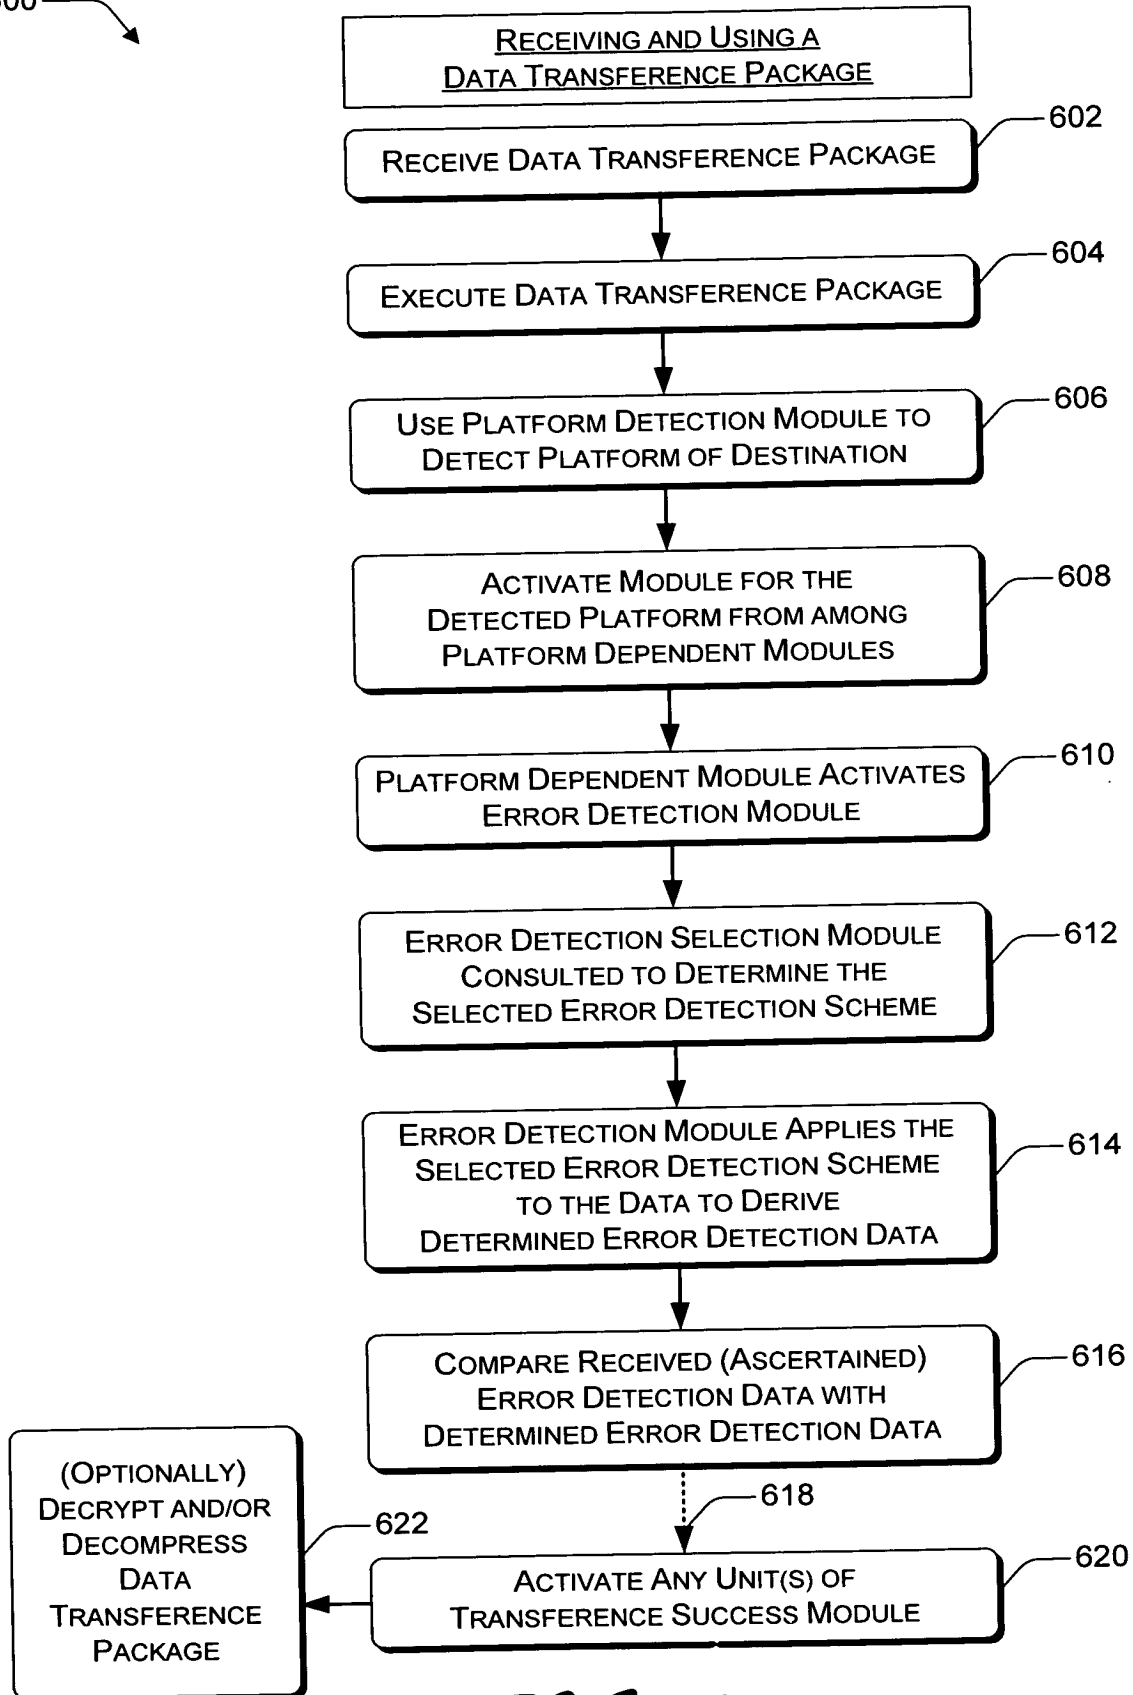 RECEIVING AND USING A
DATA TRANSFERENCE PACKAGE
602
RECEIVE DATA TRANSFERENCE PACKAGE
604
EXECUTE DATA TRANSFERENCE PACKAGE
606
USE PLATFORM DETECTION MODULE TO
DETECT PLATFORM OF DESTINATION
608
ACTIVATE MODULE FOR THE
DETECTED PLATFORM FROM AMONG
PLATFORM DEPENDENT MODULES
610
PLATFORM DEPENDENT MODULE ACTIVATES
ERROR DETECTION MODULE
612
ERROR DETECTION SELECTION MODULE
CONSULTED TO DETERMINE THE
SELECTED ERROR DETECTION SCHEME
614
ERROR DETECTION MODULE APPLIES THE
SELECTED ERROR DETECTION SCHEME
TO THE DATA TO DERIVE
DETERMINED ERROR DETECTION DATA
616
COMPARE RECEIVED (ASCERTAINED)
ERROR DETECTION DATA WITH
DETERMINED ERROR DETECTION DATA
618
620
ACTIVATE ANY UNIT(S) OF
TRANSFERENCE SUCCESS MODULE
622
(OPTIONALLY)
DECRYPT AND/OR
DECOMPRESS
DATA
TRANSFERENCE
PACKAGE